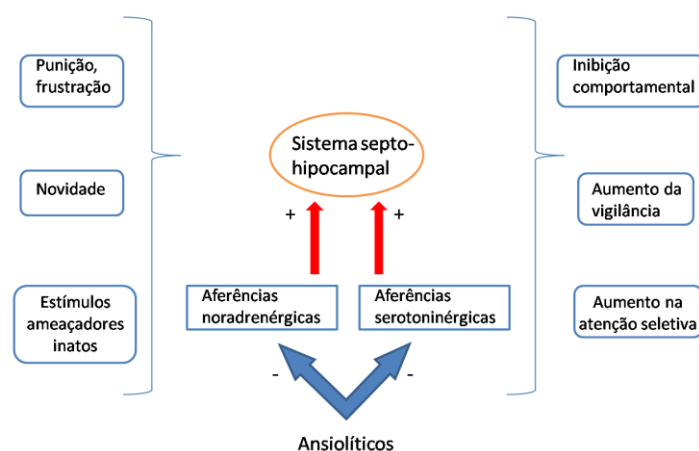 Punição,
frustração
Novidade
Estímulos
ameaçadores
inatos
Sistema septo-
hipocampal
+
+
Aferências
noradrenérgicas
Aferências
serotoninérgicas
-
-
Ansiolíticos
Inibição
comportamental
Aumento da
vigilância
Aumento na
atenção seletiva